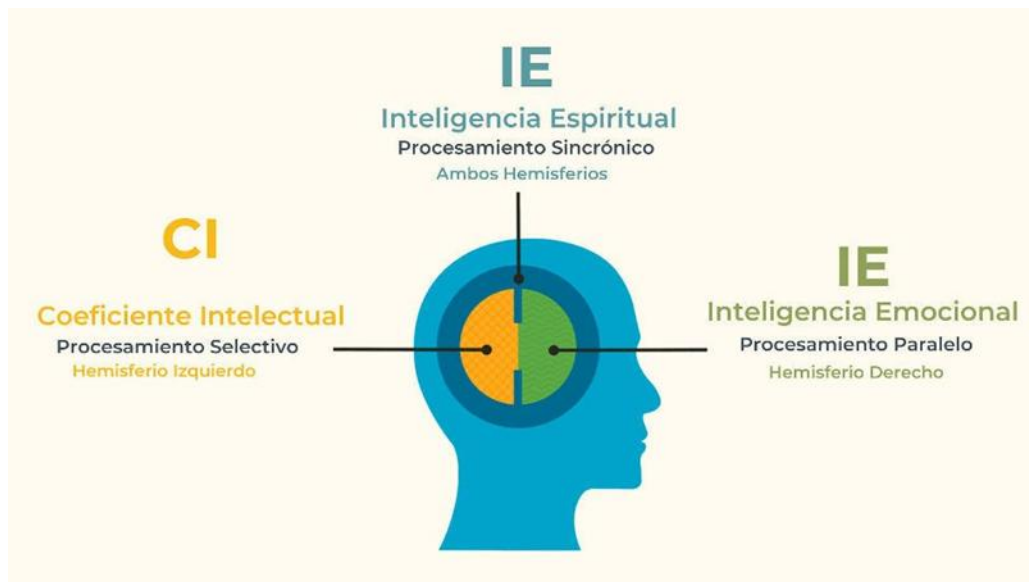 IE
Inteligencia Espiritual
Procesamiento Sincrónico
Ambos Hemisferios
CI
Coeficiente Intelectual
Procesamiento Selectivo
Hemisferio Izquierdo
IE
Inteligencia Emocional
Procesamiento Paralelo
Hemisferio Derecho